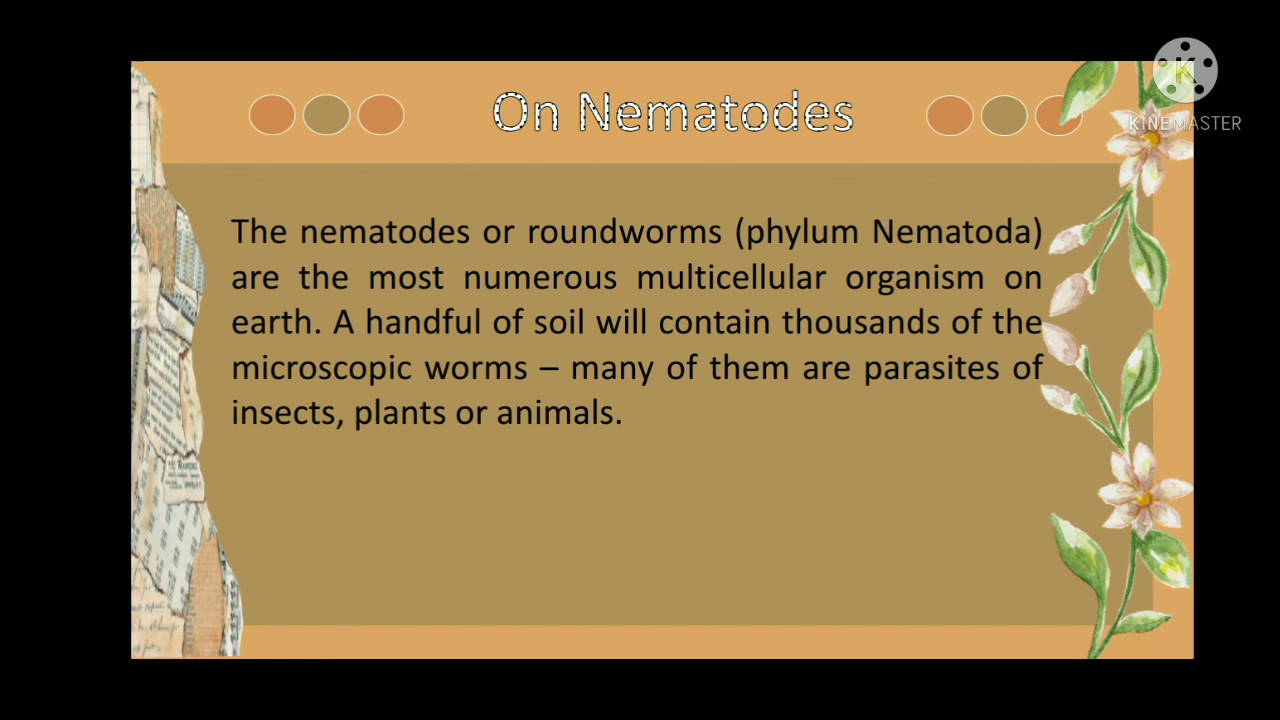 On Nematodes
KINEMASTER
The nematodes or roundworms (phylum Nematoda)
are the most numerous multicellular organism on
earth. A handful of soil will contain thousands of the
microscopic worms – many of them are parasites of
insects, plants or animals.